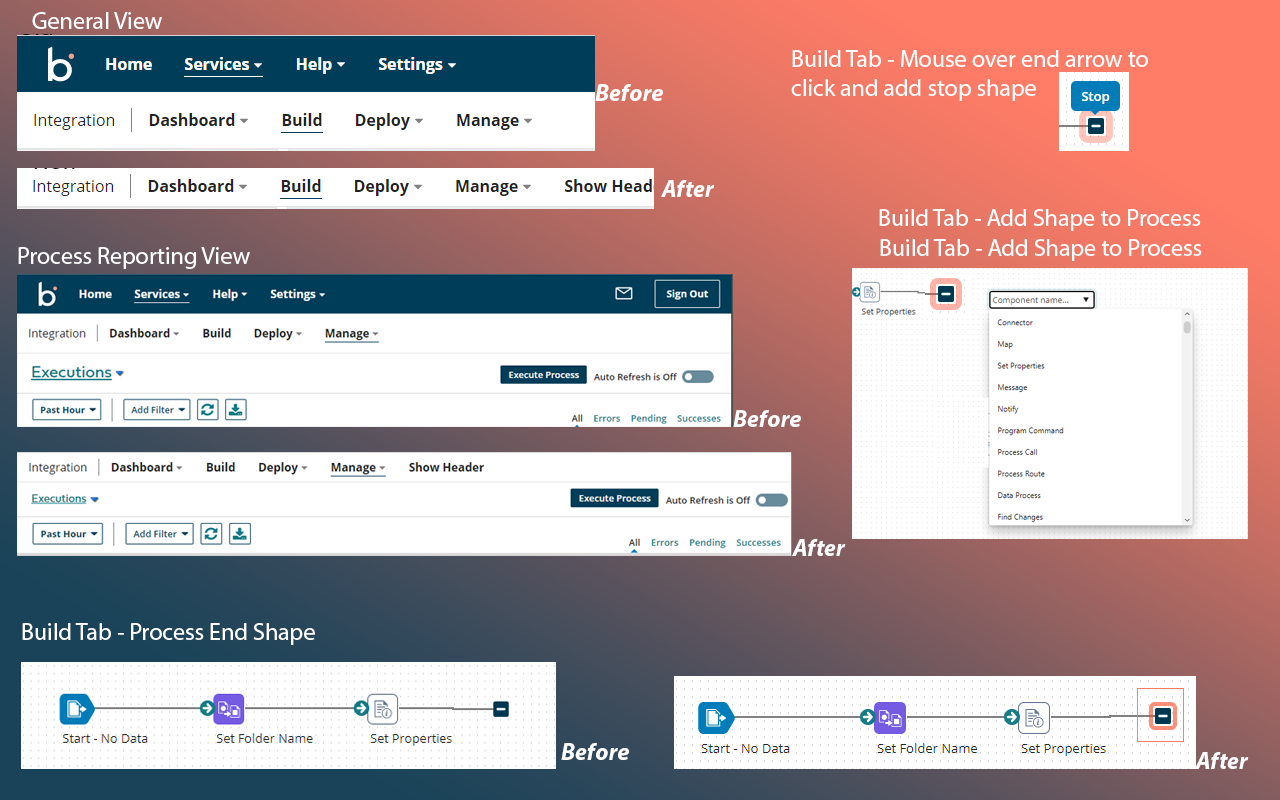 General View
b Home Services Help Settings
Integration Dashboard Build Deploy Manage
Before
Integration Dashboard Build Deploy Manage Show Head
After
Build Tab - Mouse over end arrow to
click and add stop shape
Stop
Process Reporting View
b Home Services Help Settings Sign Out
Integration Dashboard Build Deploy Manage
Executions Execute Process Auto Refresh is Off
Past Hour Add Filter All Errors Pending Successes
Before
Integration Dashboard Build Deploy Manage Show Header
Executions Execute Process Auto Refresh is Off
Past Hour Add Filter All Errors Pending Successes
After
Build Tab - Add Shape to Process
Build Tab - Add Shape to Process
Set Properties
Component name...
Connector
Map
Set Properties
Message
Notify
Program Command
Process Call
Process Route
Data Process
Find Changes
Build Tab - Process End Shape
Start - No Data Set Folder Name Set Properties
Before
Start - No Data Set Folder Name Set Properties
After